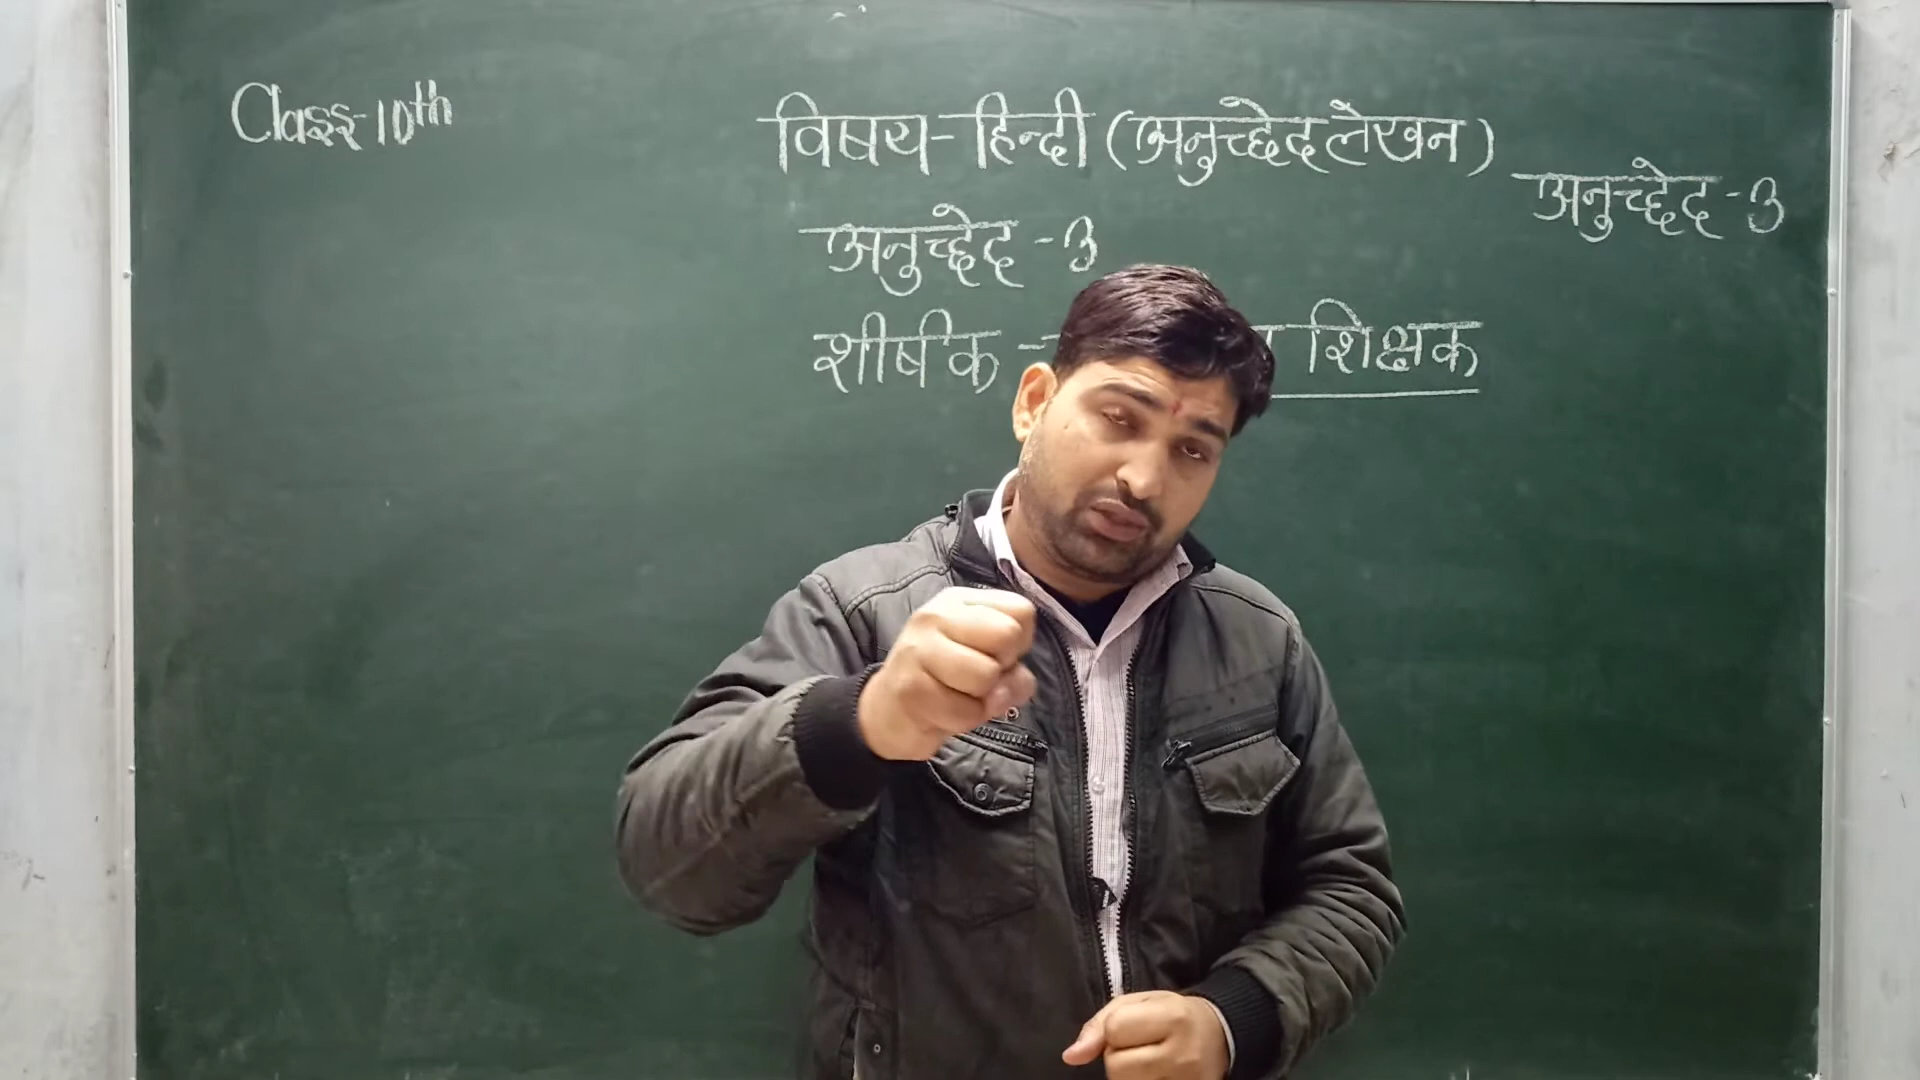 Class-10th
विषय-हिन्दी (अनुच्छेद लेखन)
अनुच्छेद-3
अनुच्छेद-3
शीर्षक - शिक्षक